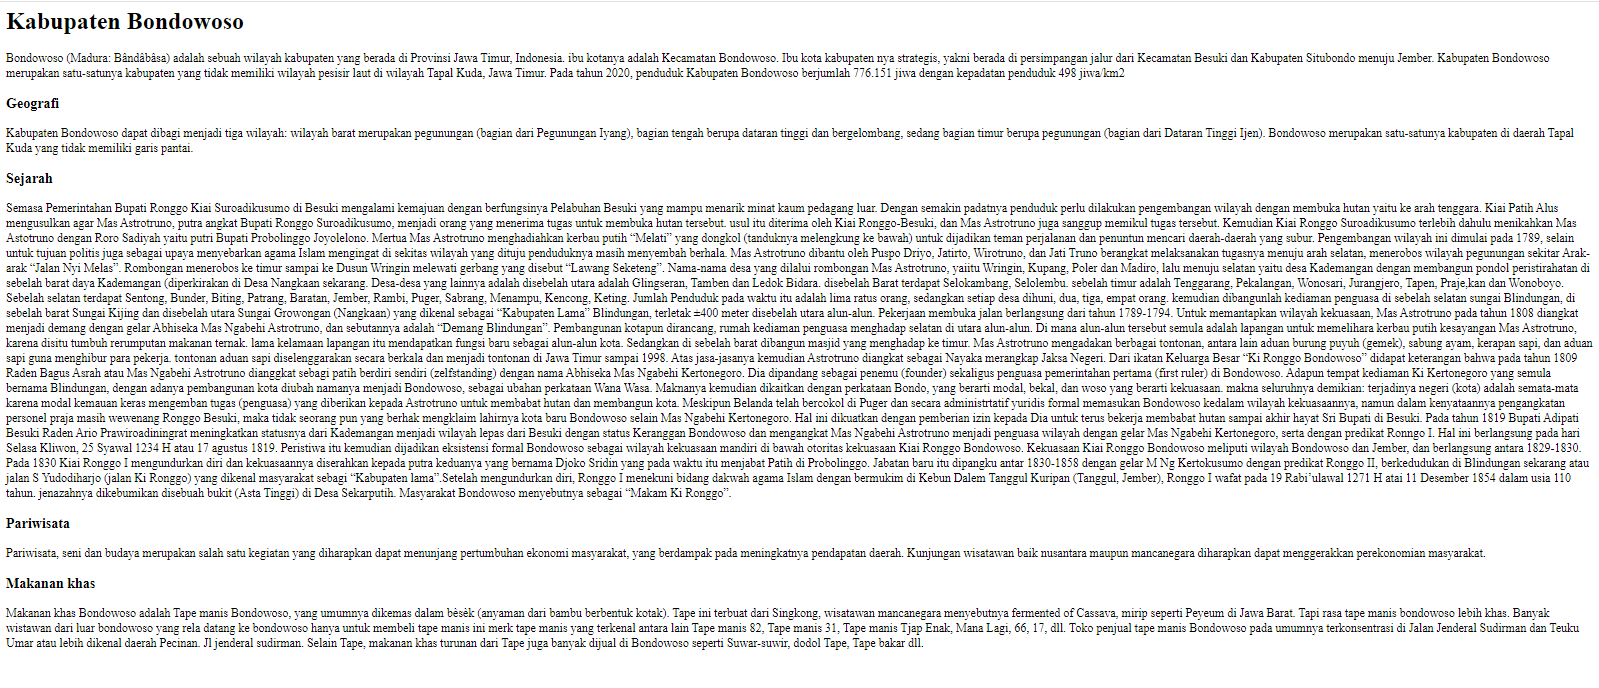 Kabupaten Bondowoso
Bondowoso (Madura: Bândâbâsa) adalah sebuah wilayah kabupaten yang berada di Provinsi Jawa Timur, Indonesia. ibu kotanya adalah Kecamatan Bondowoso. Ibu kota kabupaten nya strategis, yakni berada di persimpangan jalur dari Kecamatan Besuki dan Kabupaten Situbondo menuju Jember. Kabupaten Bondowoso
merupakan satu-satunya kabupaten yang tidak memiliki wilayah pesisir laut di wilayah Tapal Kuda, Jawa Timur. Pada tahun 2020, penduduk Kabupaten Bondowoso berjumlah 776.151 jiwa dengan kepadatan penduduk 498 jiwa/km2
Geografi
Kabupaten Bondowoso dapat dibagi menjadi tiga wilayah: wilayah barat merupakan pegunungan (bagian dari Pegunungan Iyang), bagian tengah berupa dataran tinggi dan bergelombang, sedang bagian timur berupa pegunungan (bagian dari Dataran Tinggi Ijen). Bondowoso merupakan satu-satunya kabupaten di daerah Tapal
Kuda yang tidak memiliki garis pantai.
Sejarah
Semasa Pemerintahan Bupati Ronggo Kiai Suroadikusumo di Besuki mengalami kemajuan dengan berfungsinya Pelabuhan Besuki yang mampu menarik minat kaum pedagang luar. Dengan semakin padatnya penduduk perlu dilakukan pengembangan wilayah dengan membuka hutan yaitu ke arah tenggara. Kiai Patih Alus
mengusulkan agar Mas Astrotruno, putra angkat Bupati Ronggo Suroadikusumo, menjadi orang yang menerima tugas untuk membuka hutan tersebut. usul itu diterima oleh Kiai Ronggo-Besuki, dan Mas Astrotruno juga sanggup memikul tugas tersebut. Kemudian Kiai Ronggo Suroadikusumo terlebih dahulu menikahkan Mas
Astotruno dengan Roro Sadiyah yaitu putri Bupati Probolinggo Joyolelono. Mertua Mas Astrotruno menghadiahkan kerbau putih “Melati” yang dongkol (tanduknya melengkung ke bawah) untuk dijadikan teman perjalanan dan penuntun mencari daerah-daerah yang subur. Pengembangan wilayah ini dimulai pada 1789, selain
untuk tujuan politis juga sebagai upaya menyebarkan agama Islam mengingat di sekitas wilayah yang dituju penduduknya masih menyembah berhala. Mas Astrotruno dibantu oleh Puspo Driyo, Jatirto, Wirotruno, dan Jati Truno berangkat melaksanakan tugasnya menuju arah selatan, menerobos wilayah pegunungan sekitar Arak-
arak “Jalan Nyi Melas”. Rombongan menerobos ke timur sampai ke Dusun Wringin melewati gerbang yang disebut “Lawang Seketeng”. Nama-nama desa yang dilalui rombongan Mas Astrotruno, yaiitu Wringin, Kupang, Poler dan Madiro, lalu menuju selatan yaitu desa Kademangan dengan membangun pondol peristirahatan di
sebelah barat daya Kademangan (diperkirakan di Desa Nangkaan sekarang. Desa-desa yang lainnya adalah disebelah utara adalah Glingseran, Tamben dan Ledok Bidara. disebelah Barat terdapat Selokambang, Selolembu. sebelah timur adalah Tenggarang, Pekalangan, Wonosari, Jurangjero, Tapen, Praje,kan dan Wonoboyo.
Sebelah selatan terdapat Sentong, Bunder, Biting, Patrang, Baratan, Jember, Rambi, Puger, Sabrang, Menampu, Kencong, Keting. Jumlah Penduduk pada waktu itu adalah lima ratus orang, sedangkan setiap desa dihuni, dua, tiga, empat orang. kemudian dibangunlah kediaman penguasa di sebelah selatan sungai Blindungan, di
sebelah barat Sungai Kijing dan disebelah utara Sungai Growongan (Nangkaan) yang dikenal sebagai “Kabupaten Lama” Blindungan, terletak ±400 meter disebelah utara alun-alun. Pekerjaan membuka jalan berlangsung dari tahun 1789-1794. Untuk memantapkan wilayah kekuasaan, Mas Astrotruno pada tahun 1808 diangkat
menjadi demang dengan gelar Abhiseka Mas Ngabehi Astrotruno, dan sebutannya adalah “Demang Blindungan”. Pembangunan kotapun dirancang, rumah kediaman penguasa menghadap selatan di utara alun-alun. Di mana alun-alun tersebut semula adalah lapangan untuk memelihara kerbau putih kesayangan Mas Astrotruno,
karena disitu tumbuh rerumputan makanan ternak. lama kelamaan lapangan itu mendapatkan fungsi baru sebagai alun-alun kota. Sedangkan di sebelah barat dibangun masjid yang menghadap ke timur. Mas Astrotruno mengadakan berbagai tontonan, antara lain aduan burung puyuh (gemek), sabung ayam, kerapan sapi, dan aduan
sapi guna menghibur para pekerja. tontonan aduan sapi diselenggarakan secara berkala dan menjadi tontonan di Jawa Timur sampai 1998. Atas jasa-jasanya kemudian Astrotruno diangkat sebagai Nayaka merangkap Jaksa Negeri. Dari ikatan Keluarga Besar “Ki Ronggo Bondowoso” didapat keterangan bahwa pada tahun 1809
Raden Bagus Asrah atau Mas Ngabehi Astrotruno dianggkat sebagi patih berdiri sendiri (zelfstanding) dengan nama Abhiseka Mas Ngabehi Kertonegoro. Dia dipandang sebagai penemu (founder) sekaligus penguasa pemerintahan pertama (first ruler) di Bondowoso. Adapun tempat kediaman Ki Kertonegoro yang semula
bernama Blindungan, dengan adanya pembangunan kota diubah namanya menjadi Bondowoso, sebagai ubahan perkataan Wana Wasa. Maknanya kemudian dikaitkan dengan perkataan Bondo, yang berarti modal, bekal, dan woso yang berarti kekuasaan. makna seluruhnya demikian: terjadinya negeri (kota) adalah semata-mata
karena modal kemauan keras mengemban tugas (penguasa) yang diberikan kepada Astrotruno untuk membabat hutan dan membangun kota. Meskipun Belanda telah bercokol di Puger dan secara administrtatif yuridis formal memasukan Bondowoso kedalam wilayah kekuasaannya, namun dalam kenyataannya pengangkatan
personel praja masih wewenang Ronggo Besuki, maka tidak seorang pun yang berhak mengklaim lahirnya kota baru Bondowoso selain Mas Ngabehi Kertonegoro. Hal ini dikuatkan dengan pemberian izin kepada Dia untuk terus bekerja membabat hutan sampai akhir hayat Sri Bupati di Besuki. Pada tahun 1819 Bupati Adipati
Besuki Raden Ario Prawiroadiningrat meningkatkan statusnya dari Kademangan menjadi wilayah lepas dari Besuki dengan status Keranggan Bondowoso dan mengangkat Mas Ngabehi Astrotruno menjadi penguasa wilayah dengan gelar Mas Ngabehi Kertonegoro, serta dengan predikat Ronngo I. Hal ini berlangsung pada hari
Selasa Kliwon, 25 Syawal 1234 H atau 17 agustus 1819. Peristiwa itu kemudian dijadikan eksistensi formal Bondowoso sebagai wilayah kekuasaan mandiri di bawah otoritas kekuasaan Kiai Ronggo Bondowoso. Kekuasaan Kiai Ronggo Bondowoso meliputi wilayah Bondowoso dan Jember, dan berlangsung antara 1829-1830.
Pada 1830 Kiai Ronggo I mengundurkan diri dan kekuasaannya diserahkan kepada putra keduanya yang bernama Djoko Sridin yang pada waktu itu menjabat Patih di Probolinggo. Jabatan baru itu dipangku antar 1830-1858 dengan gelar M Ng Kertokusumo dengan predikat Ronggo II, berkedudukan di Blindungan sekarang atau
jalan S Yudodiharjo (jalan Ki Ronggo) yang dikenal masyarakat sebagi “Kabupaten lama”.Setelah mengundurkan diri, Ronggo I menekuni bidang dakwah agama Islam dengan bermukim di Kebun Dalem Tanggul Kuripan (Tanggul, Jember), Ronggo I wafat pada 19 Rabi’ulawal 1271 H atai 11 Desember 1854 dalam usia 110
tahun. jenazahnya dikebumikan disebuah bukit (Asta Tinggi) di Desa Sekarputih. Masyarakat Bondowoso menyebutnya sebagai “Makam Ki Ronggo”.
Pariwisata
Pariwisata, seni dan budaya merupakan salah satu kegiatan yang diharapkan dapat menunjang pertumbuhan ekonomi masyarakat, yang berdampak pada meningkatnya pendapatan daerah. Kunjungan wisatawan baik nusantara maupun mancanegara diharapkan dapat menggerakkan perekonomian masyarakat.
Makanan khas
Makanan khas Bondowoso adalah Tape manis Bondowoso, yang umumnya dikemas dalam bèsèk (anyaman dari bambu berbentuk kotak). Tape ini terbuat dari Singkong, wisatawan mancanegara menyebutnya fermented of Cassava, mirip seperti Peyeum di Jawa Barat. Tapi rasa tape manis bondowoso lebih khas. Banyak
wistawan dari luar bondowoso yang rela datang ke bondowoso hanya untuk membeli tape manis ini merk tape manis yang terkenal antara lain Tape manis 82, Tape manis 31, Tape manis Tjap Enak, Mana Lagi, 66, 17, dll. Toko penjual tape manis Bondowoso pada umumnya terkonsentrasi di Jalan Jenderal Sudirman dan Teuku
Umar atau lebih dikenal daerah Pecinan. Jl jenderal sudirman. Selain Tape, makanan khas turunan dari Tape juga banyak dijual di Bondowoso seperti Suwar-suwir, dodol Tape, Tape bakar dll.